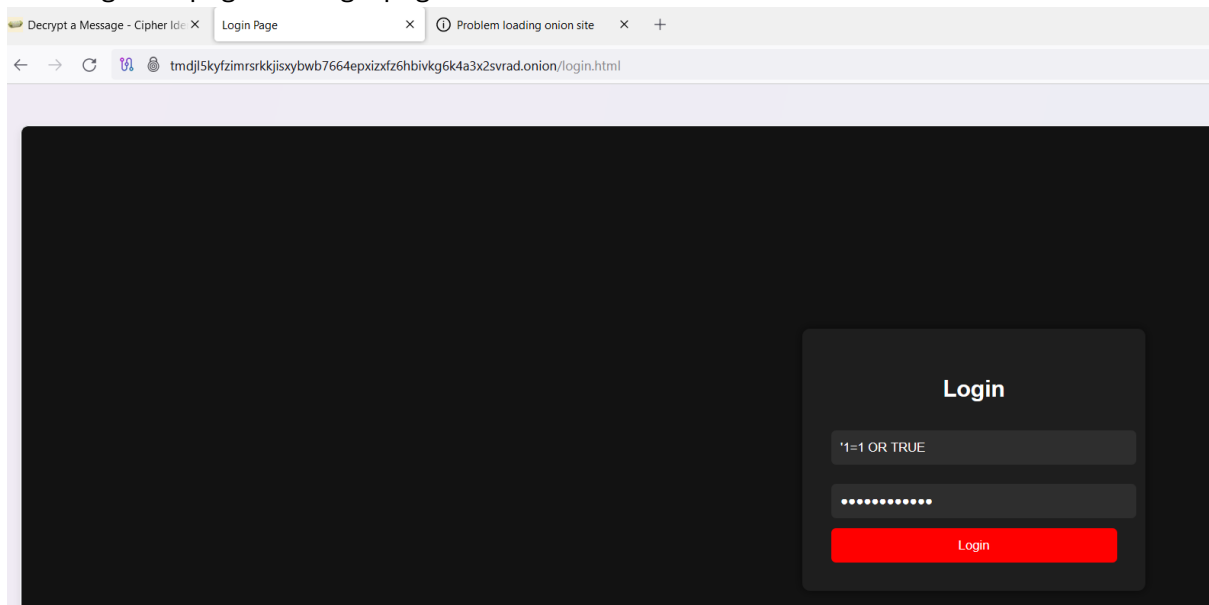 Decrypt a Message - Cipher Ide
Login Page
Problem loading onion site
tmdjl5kyfzimrsrkkjisxybwb7664epxizxfz6hbivkg6k4a3x2svrad.onion/login.html
Login
'1=1 OR TRUE
••••••••••••
Login